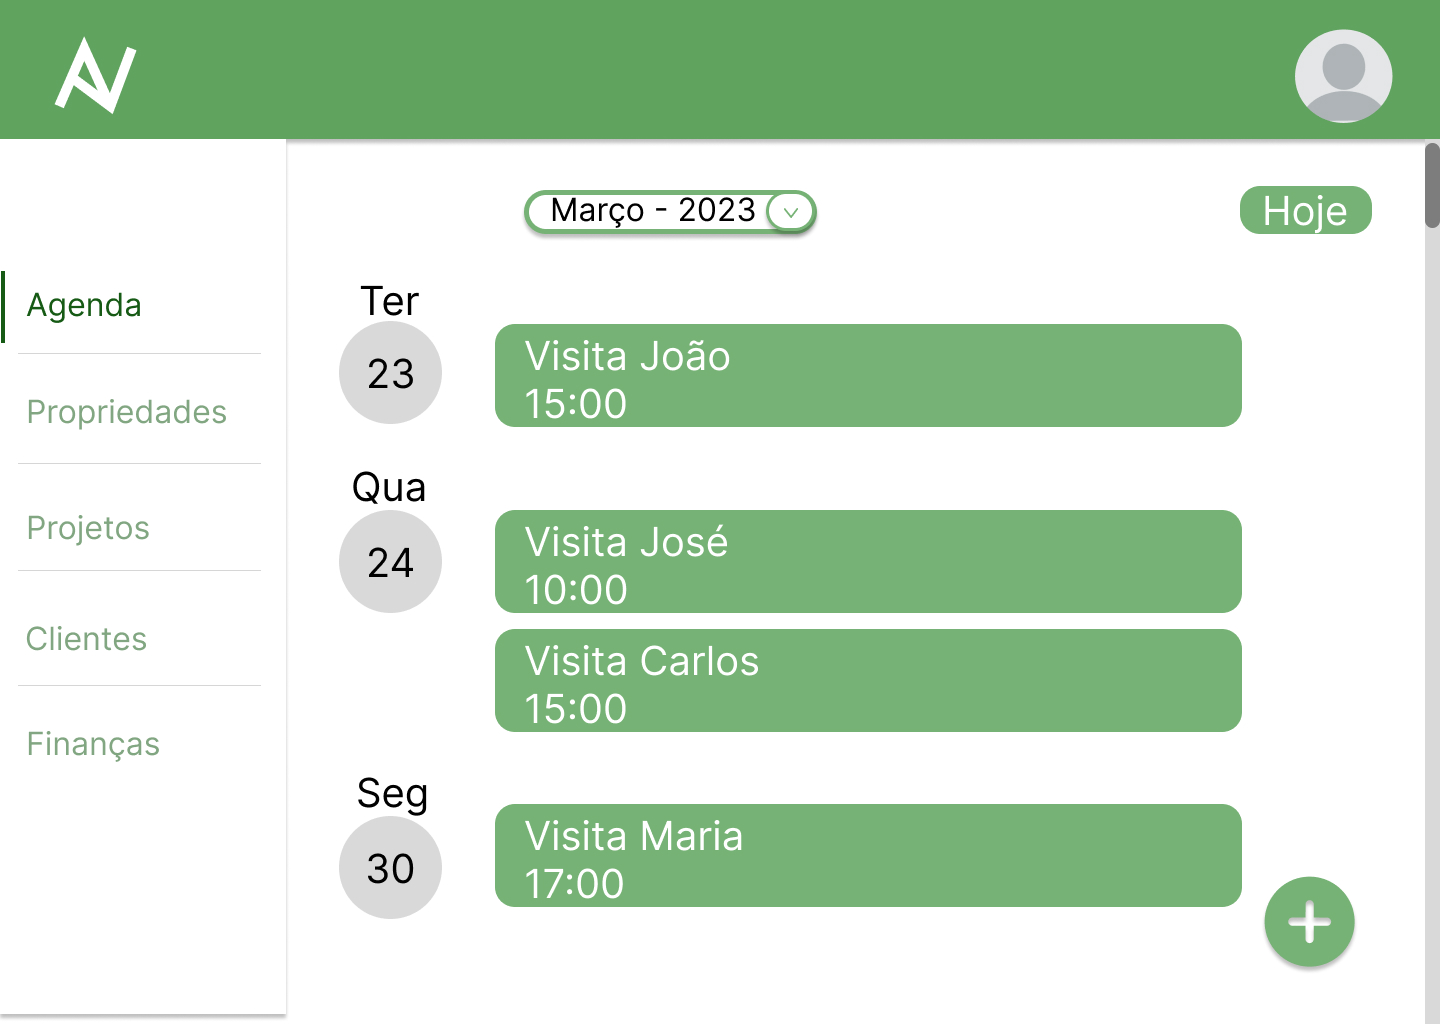 Março - 2023
Hoje
Agenda
Propriedades
Projetos
Clientes
Finanças
Ter
23
Visita João
15:00
Qua
24
Visita José
10:00
Visita Carlos
15:00
Seg
30
Visita Maria
17:00